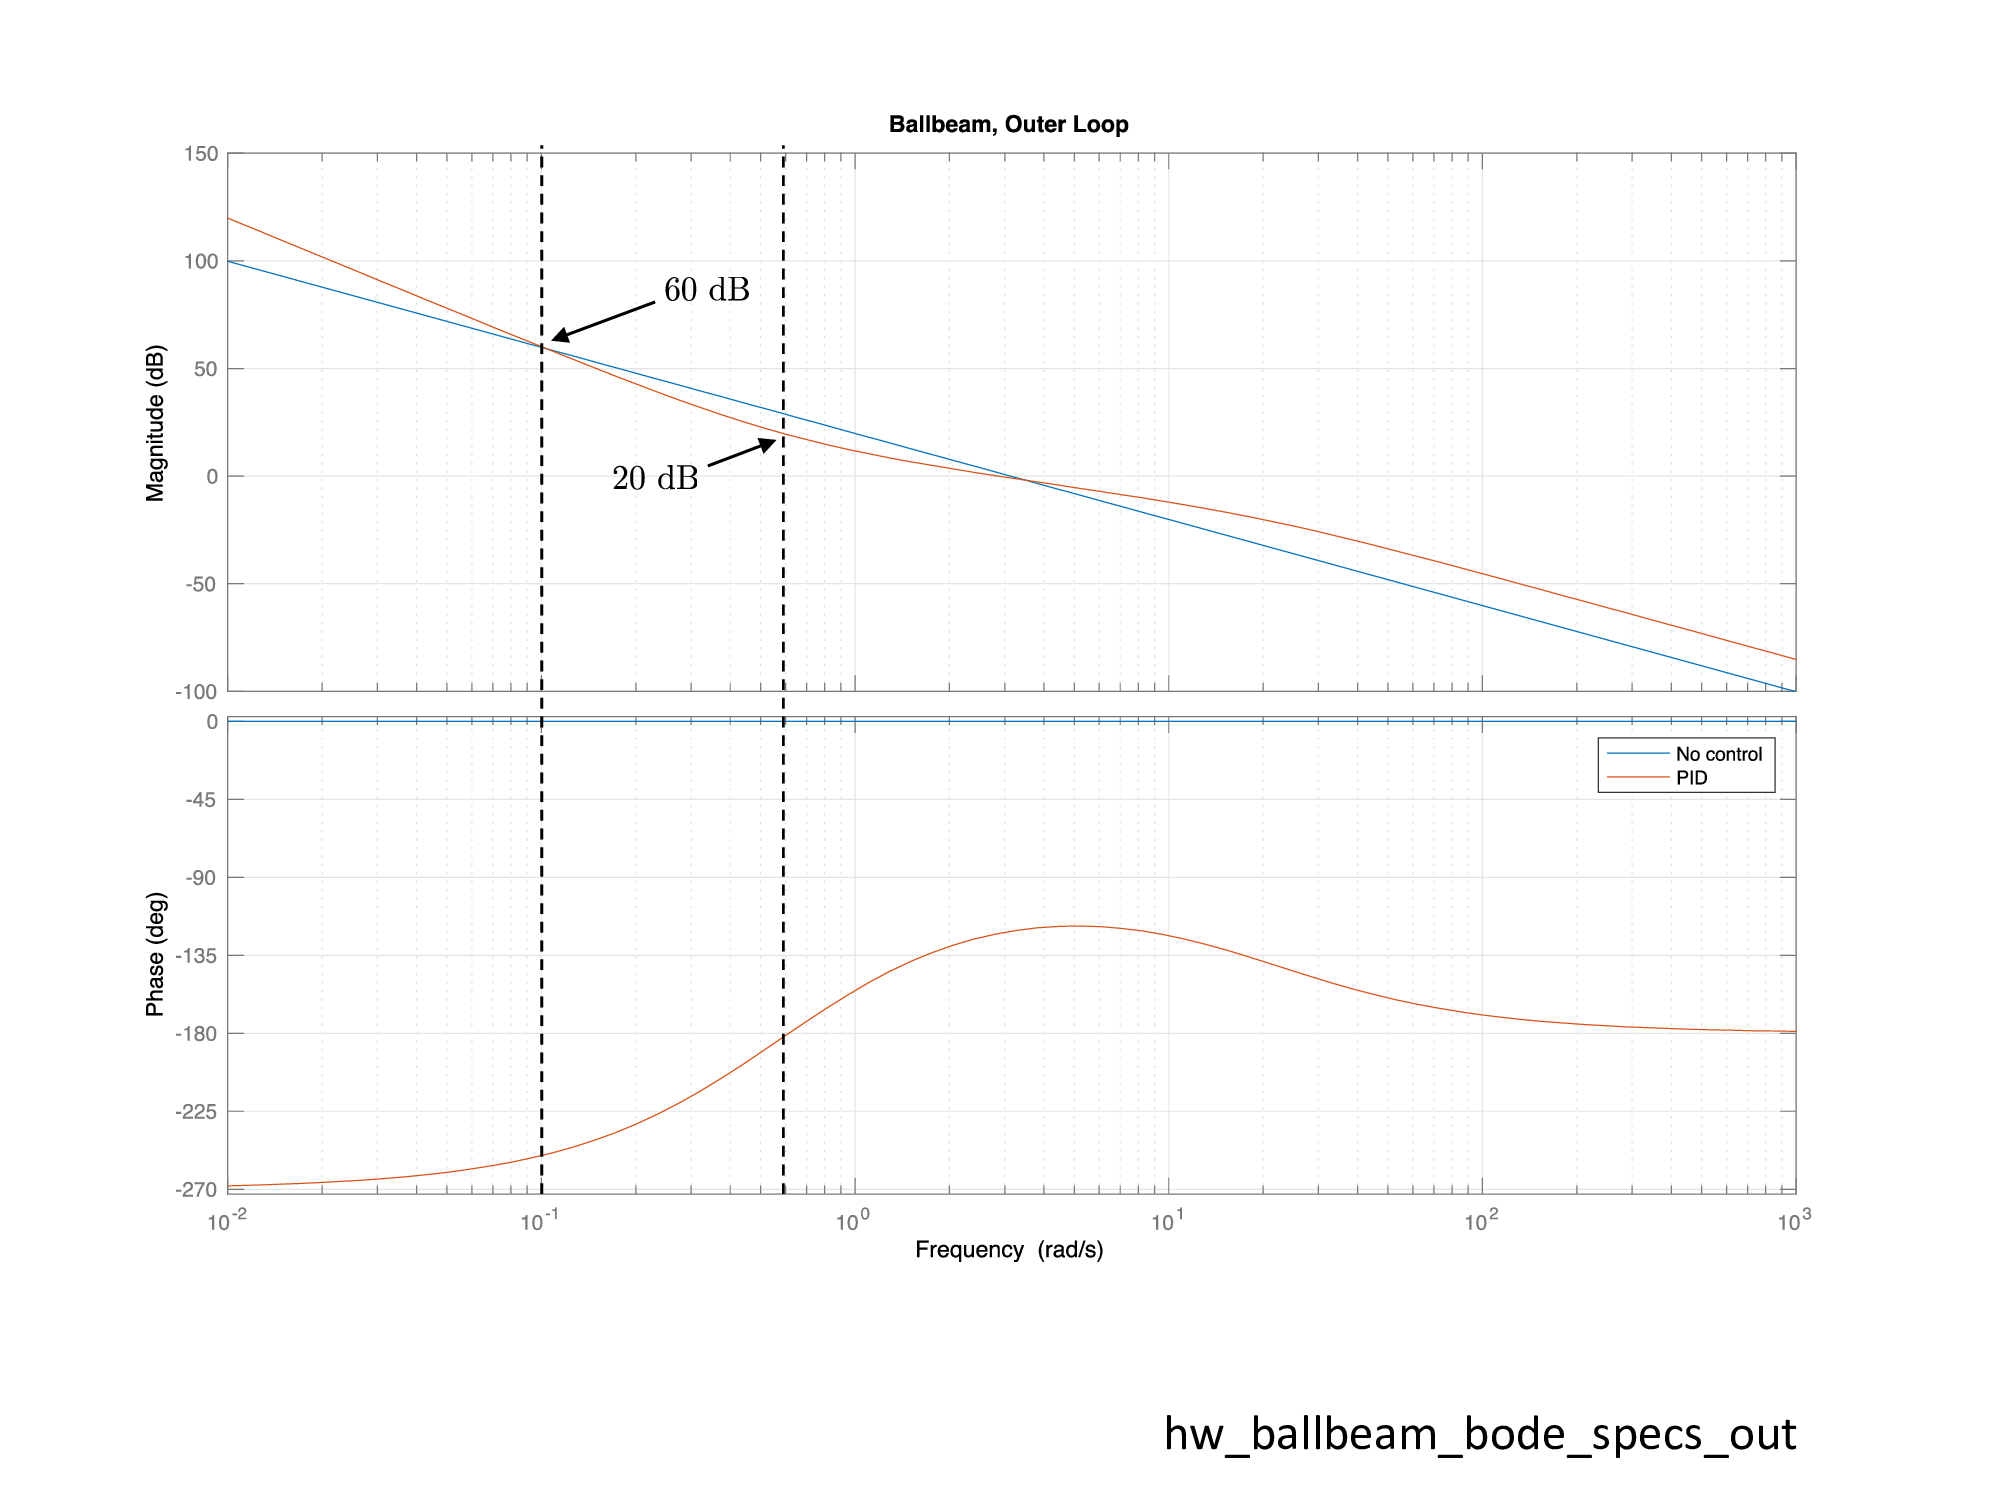 Ballbeam, Outer Loop
150
100
50
0
-50
-100
Magnitude (dB)
60 dB
20 dB
0
-45
-90
-135
-180
-225
-270
Phase (deg)
No control
PID
10^-2
10^-1
10^0
10^1
10^2
10^3
Frequency (rad/s)
hw_ballbeam_bode_specs_out